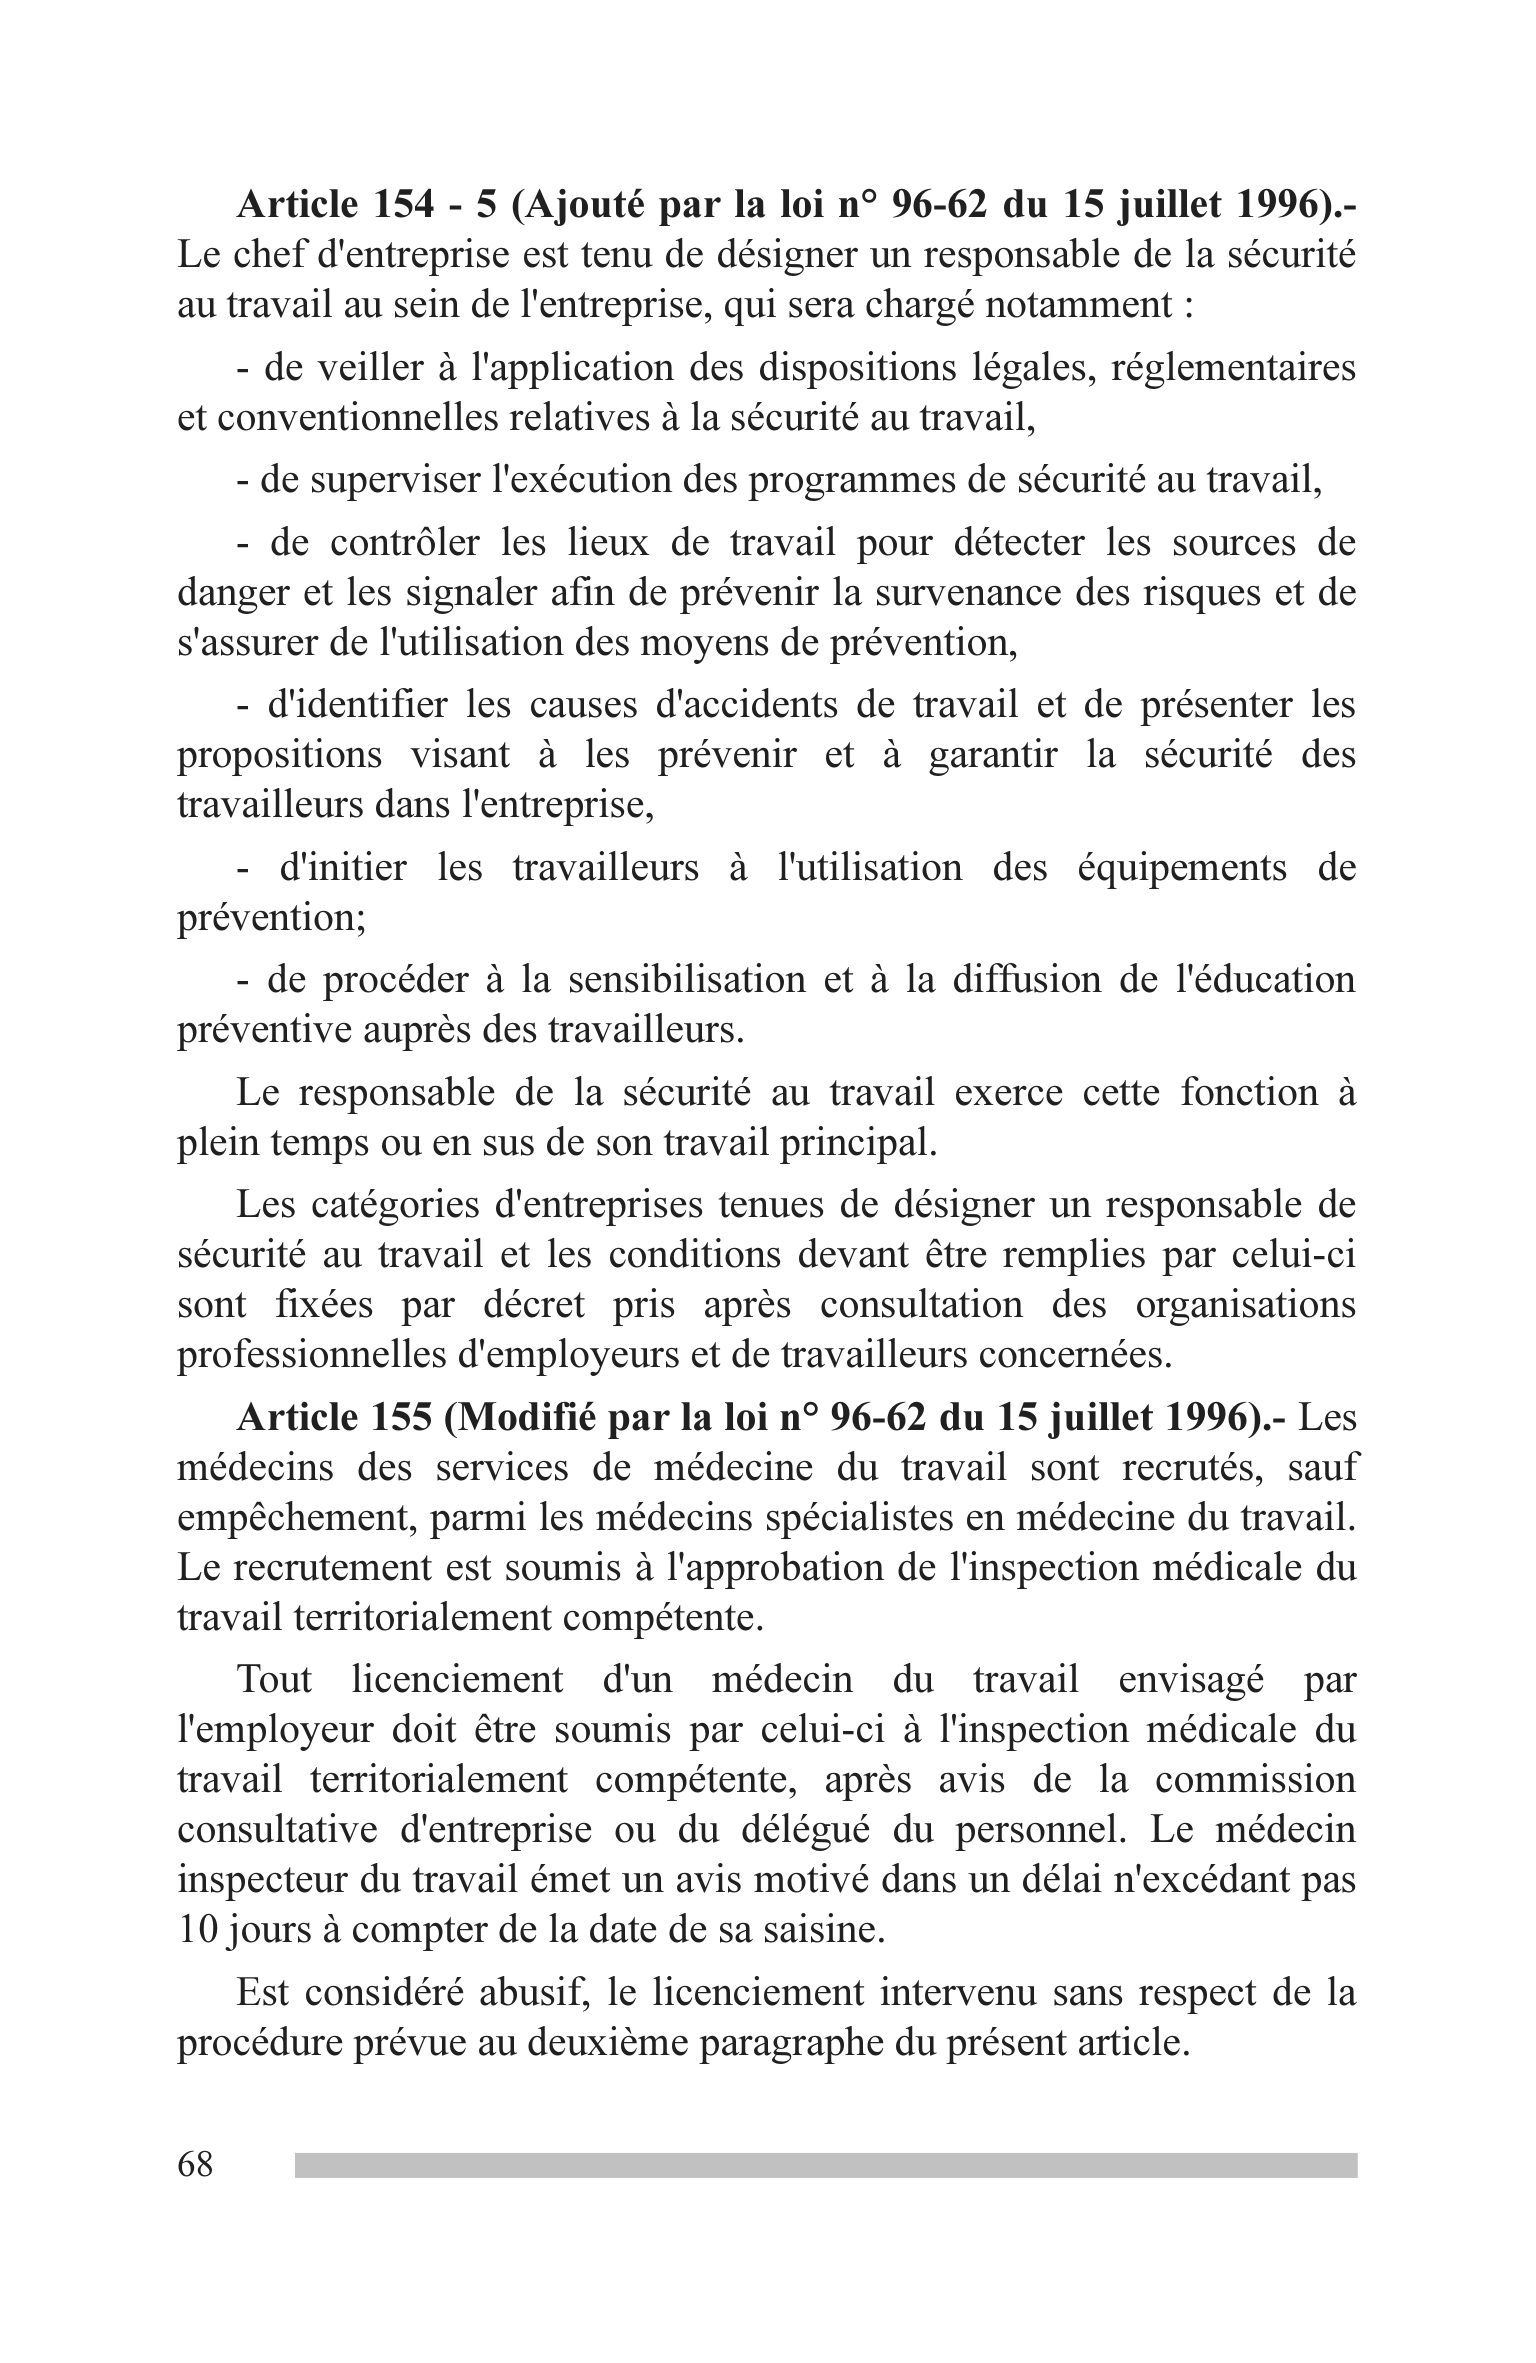 Article 154 - 5 (Ajouté par la loi n° 96-62 du 15 juillet 1996).-
Le chef d'entreprise est tenu de désigner un responsable de la sécurité
au travail au sein de l'entreprise, qui sera chargé notamment :
- de veiller à l'application des dispositions légales, réglementaires
et conventionnelles relatives à la sécurité au travail,
- de superviser l'exécution des programmes de sécurité au travail,
- de contrôler les lieux de travail pour détecter les sources de
danger et les signaler afin de prévenir la survenance des risques et de
s'assurer de l'utilisation des moyens de prévention,
- d'identifier les causes d'accidents de travail et de présenter les
propositions visant à les prévenir et à garantir la sécurité des
travailleurs dans l'entreprise,
- d'initier les travailleurs à l'utilisation des équipements de
prévention;
- de procéder à la sensibilisation et à la diffusion de l'éducation
préventive auprès des travailleurs.
Le responsable de la sécurité au travail exerce cette fonction à
plein temps ou en sus de son travail principal.
Les catégories d'entreprises tenues de désigner un responsable de
sécurité au travail et les conditions devant être remplies par celui-ci
sont fixées par décret pris après consultation des organisations
professionnelles d'employeurs et de travailleurs concernées.
Article 155 (Modifié par la loi n° 96-62 du 15 juillet 1996).- Les
médecins des services de médecine du travail sont recrutés, sauf
empêchement, parmi les médecins spécialistes en médecine du travail.
Le recrutement est soumis à l'approbation de l'inspection médicale du
travail territorialement compétente.
Tout licenciement d'un médecin du travail envisagé par
l'employeur doit être soumis par celui-ci à l'inspection médicale du
travail territorialement compétente, après avis de la commission
consultative d'entreprise ou du délégué du personnel. Le médecin
inspecteur du travail émet un avis motivé dans un délai n'excédant pas
10 jours à compter de la date de sa saisine.
Est considéré abusif, le licenciement intervenu sans respect de la
procédure prévue au deuxième paragraphe du présent article.
68